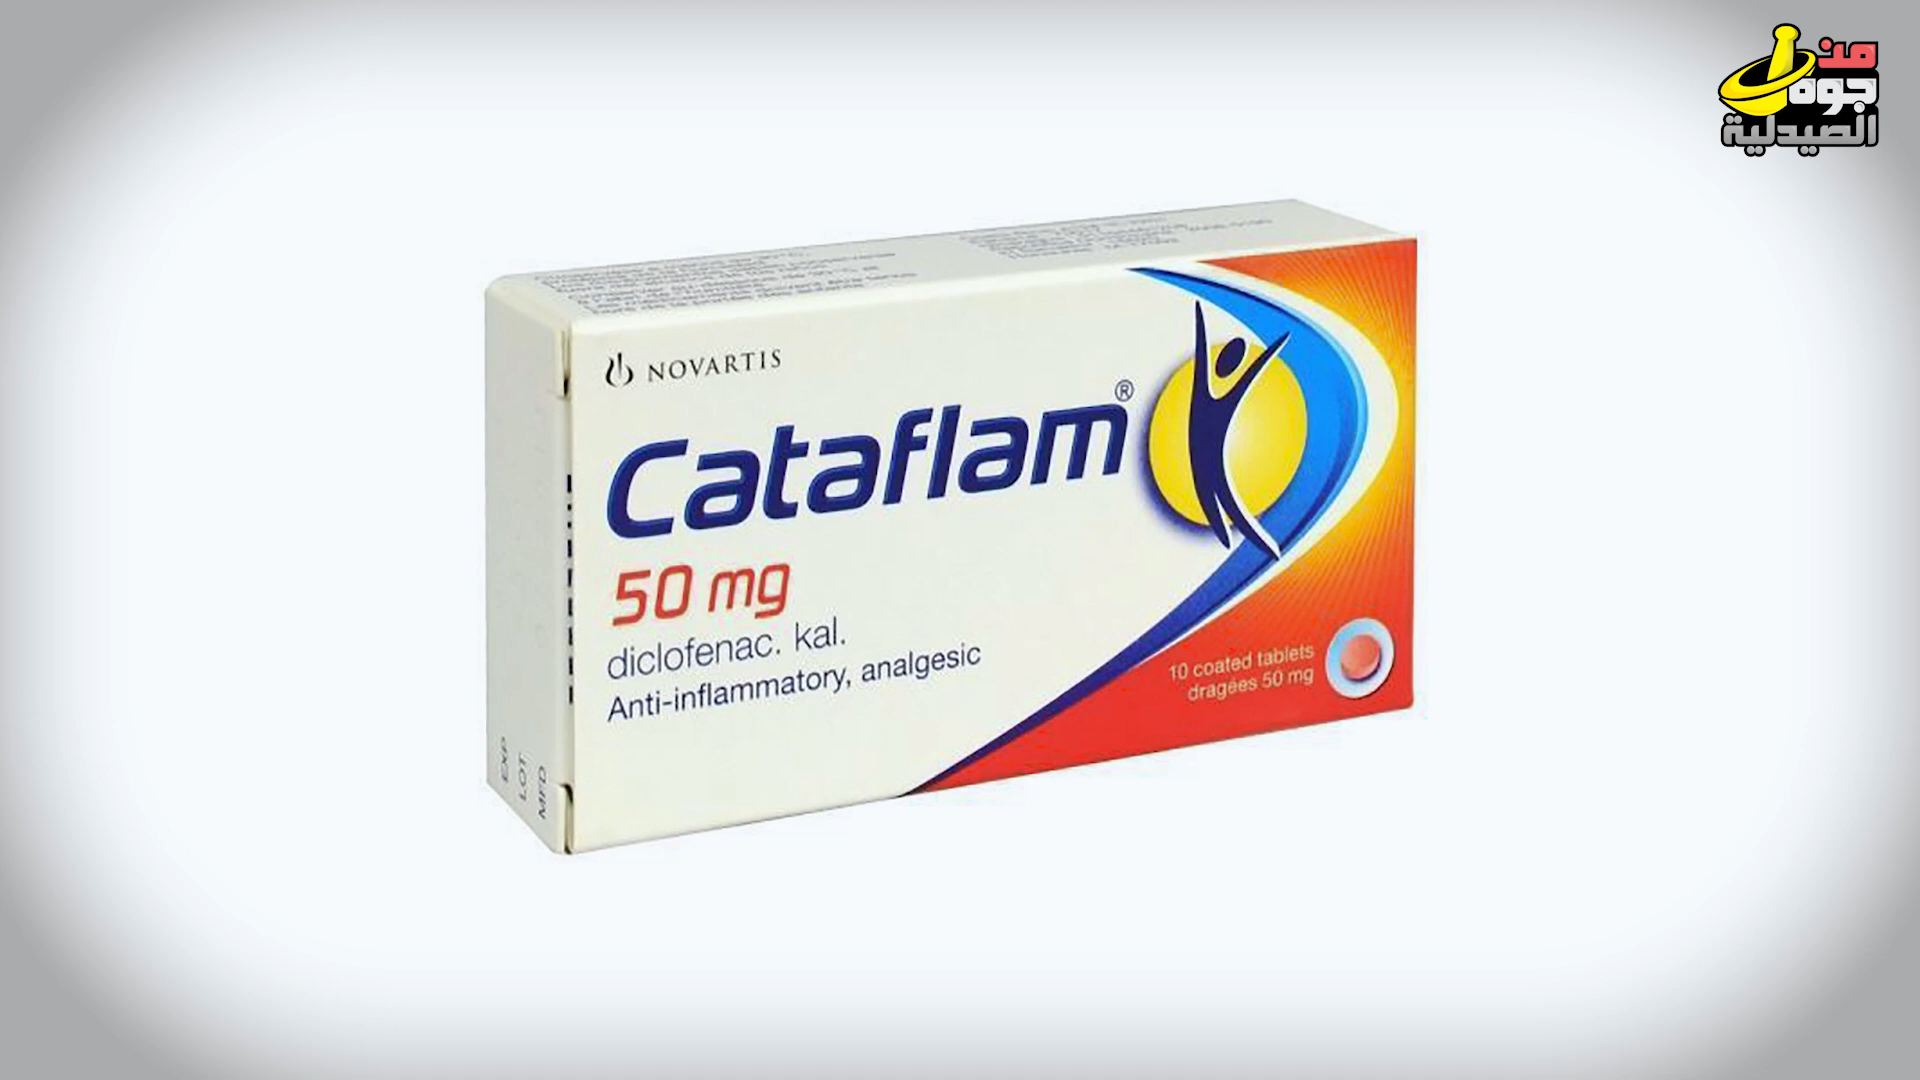 من
جوه
الصيدلية
NOVARTIS
Cataflam®
50 mg
diclofenac. kal.
Anti-inflammatory, analgesic
10 coated tablets
dragées 50 mg
EXP
LOT
MFD